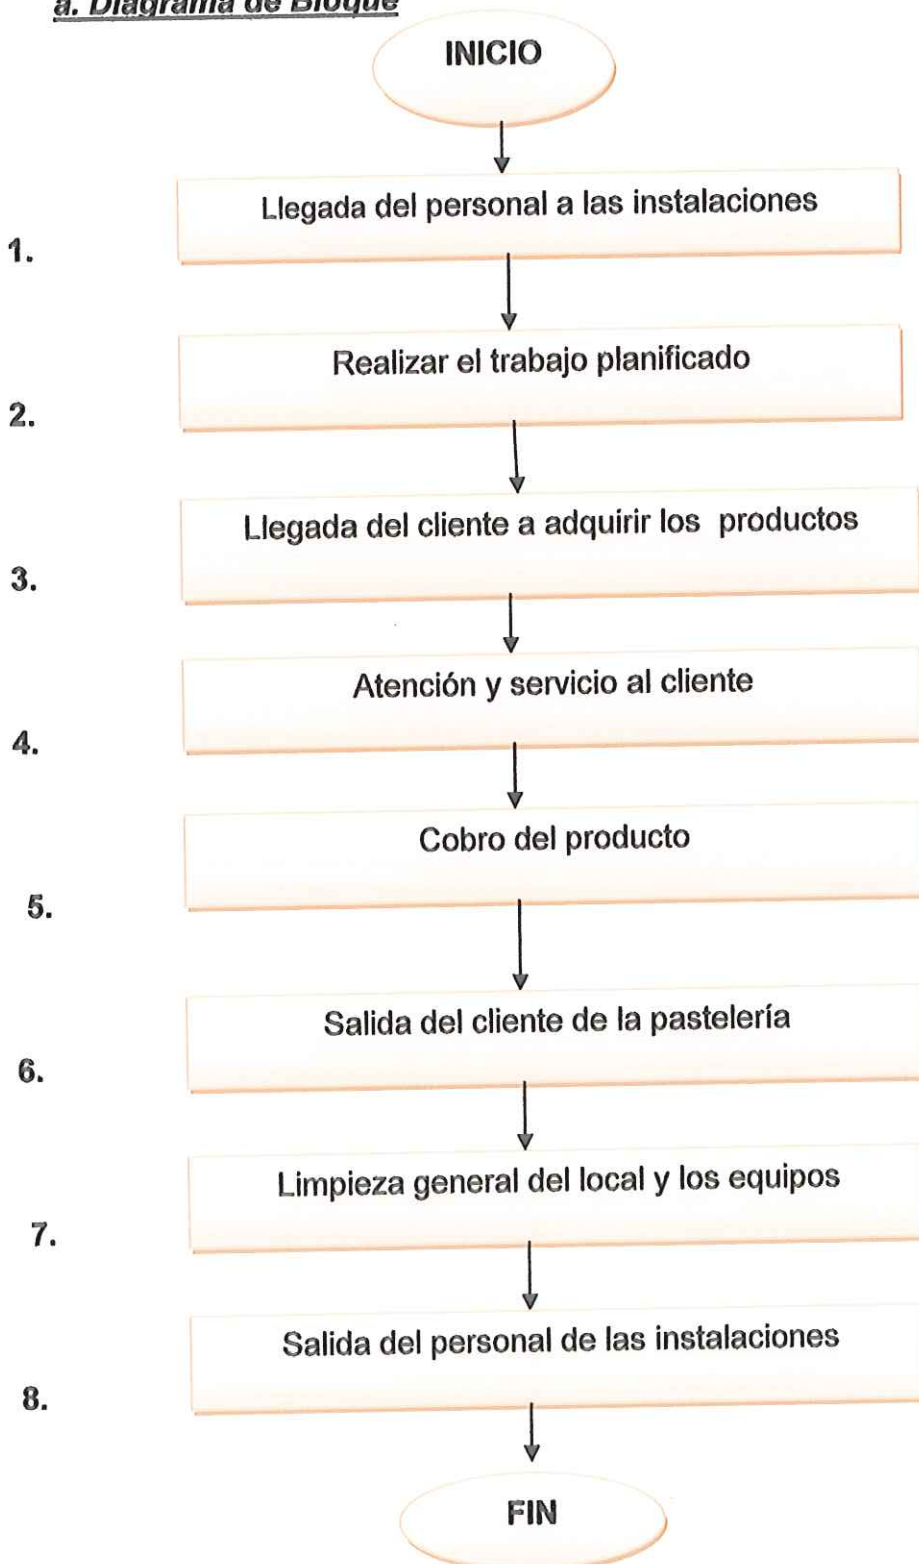 a. Diagrama de Bloque
INICIO
Llegada del personal a las instalaciones
1.
Realizar el trabajo planificado
2.
Llegada del cliente a adquirir los productos
3.
Atención y servicio al cliente
4.
Cobro del producto
5.
Salida del cliente de la pastelería
6.
Limpieza general del local y los equipos
7.
Salida del personal de las instalaciones
8.
FIN